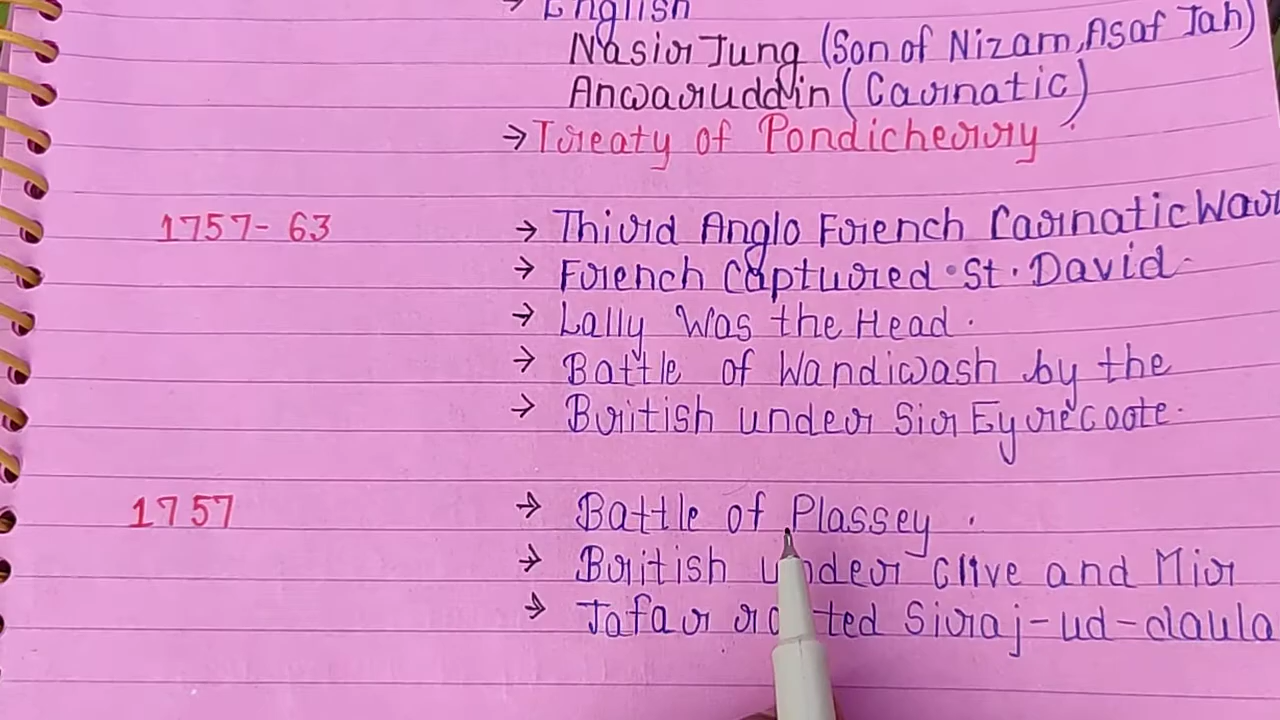 → English
Nasir Jung (Son of Nizam, Asaf Jah)
Anwaruddin (Carnatic)
→ Treaty of Pondicherry.
1757-63 → Third Anglo French Carnatic War
→ French Captured St. David.
→ Lally Was the Head.
→ Battle of Wandiwash by the
→ British under Sir Eyrecoote.
1757 → Battle of Plassey.
→ British under Clive and Mir
→ Jafar Siraj-ud-daula